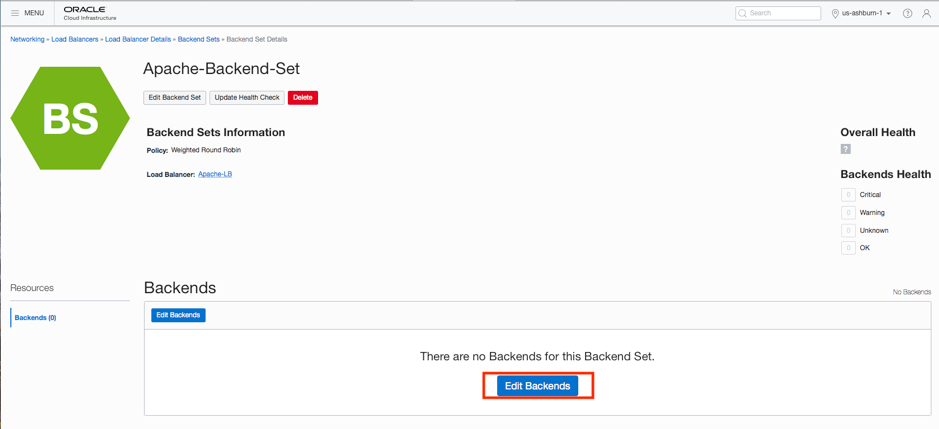 MENU
ORACLE
Cloud Infrastructure
Search
us-ashburn-1
?
Networking » Load Balancers » Load Balancer Details » Backend Sets » Backend Set Details
BS
Apache-Backend-Set
Edit Backend Set Update Health Check Delete
Backend Sets Information
Policy: Weighted Round Robin
Load Balancer: Apache-LB
Overall Health
?
Backends Health
0 Critical
0 Warning
0 Unknown
0 OK
Resources
Backends (0)
Backends
No Backends
Edit Backends
There are no Backends for this Backend Set.
Edit Backends